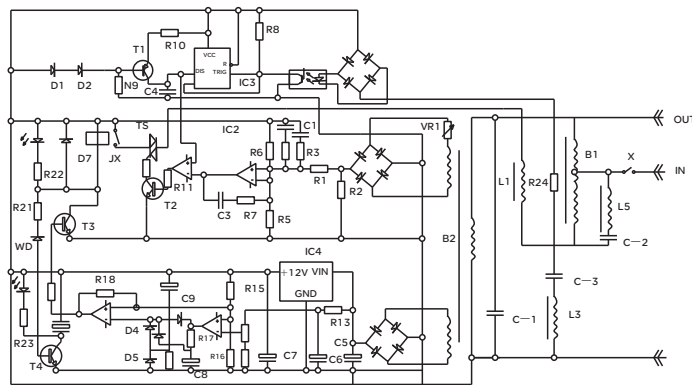 R8
T1
R10
VCC
R
DIS
TRIG
IC3
D1
D2
N9
C4
OUT
TS
IC2
C1
VR1
R6
R3
B1
X
IN
D7
JX
R22
R11
R1
L1
R24
T2
R2
L5
R21
C3
R7
R5
T3
WD
B2
C-2
IC4
R18
+12V
VIN
R15
C-3
C9
GND
D4
R17
R13
C-1
L3
R23
C5
D5
R16
C7
C6
T4
C8